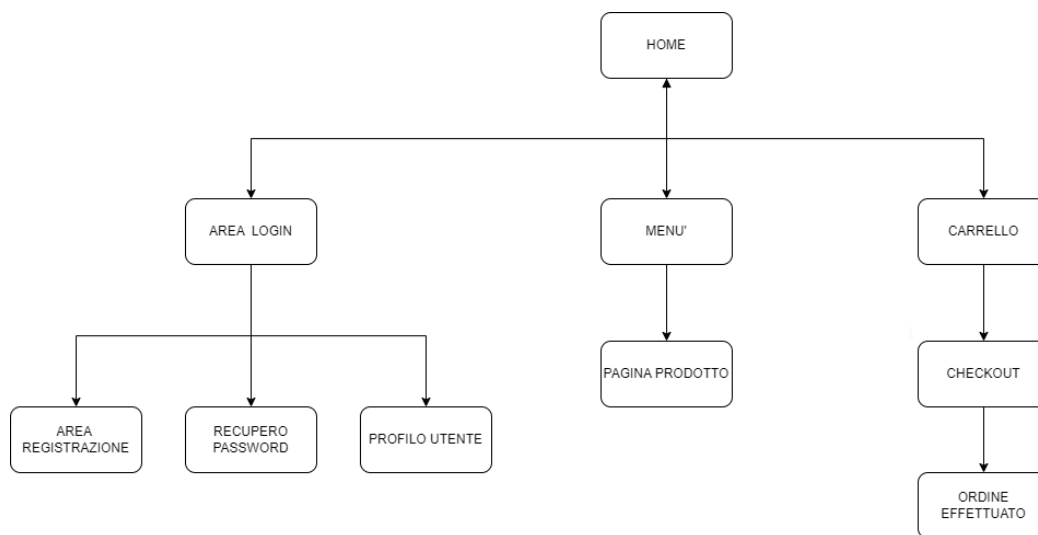 HOME
AREA LOGIN
MENU'
CARRELLO
PAGINA PRODOTTO
CHECKOUT
AREA
REGISTRAZIONE
RECUPERO
PASSWORD
PROFILO UTENTE
ORDINE
EFFETTUATO